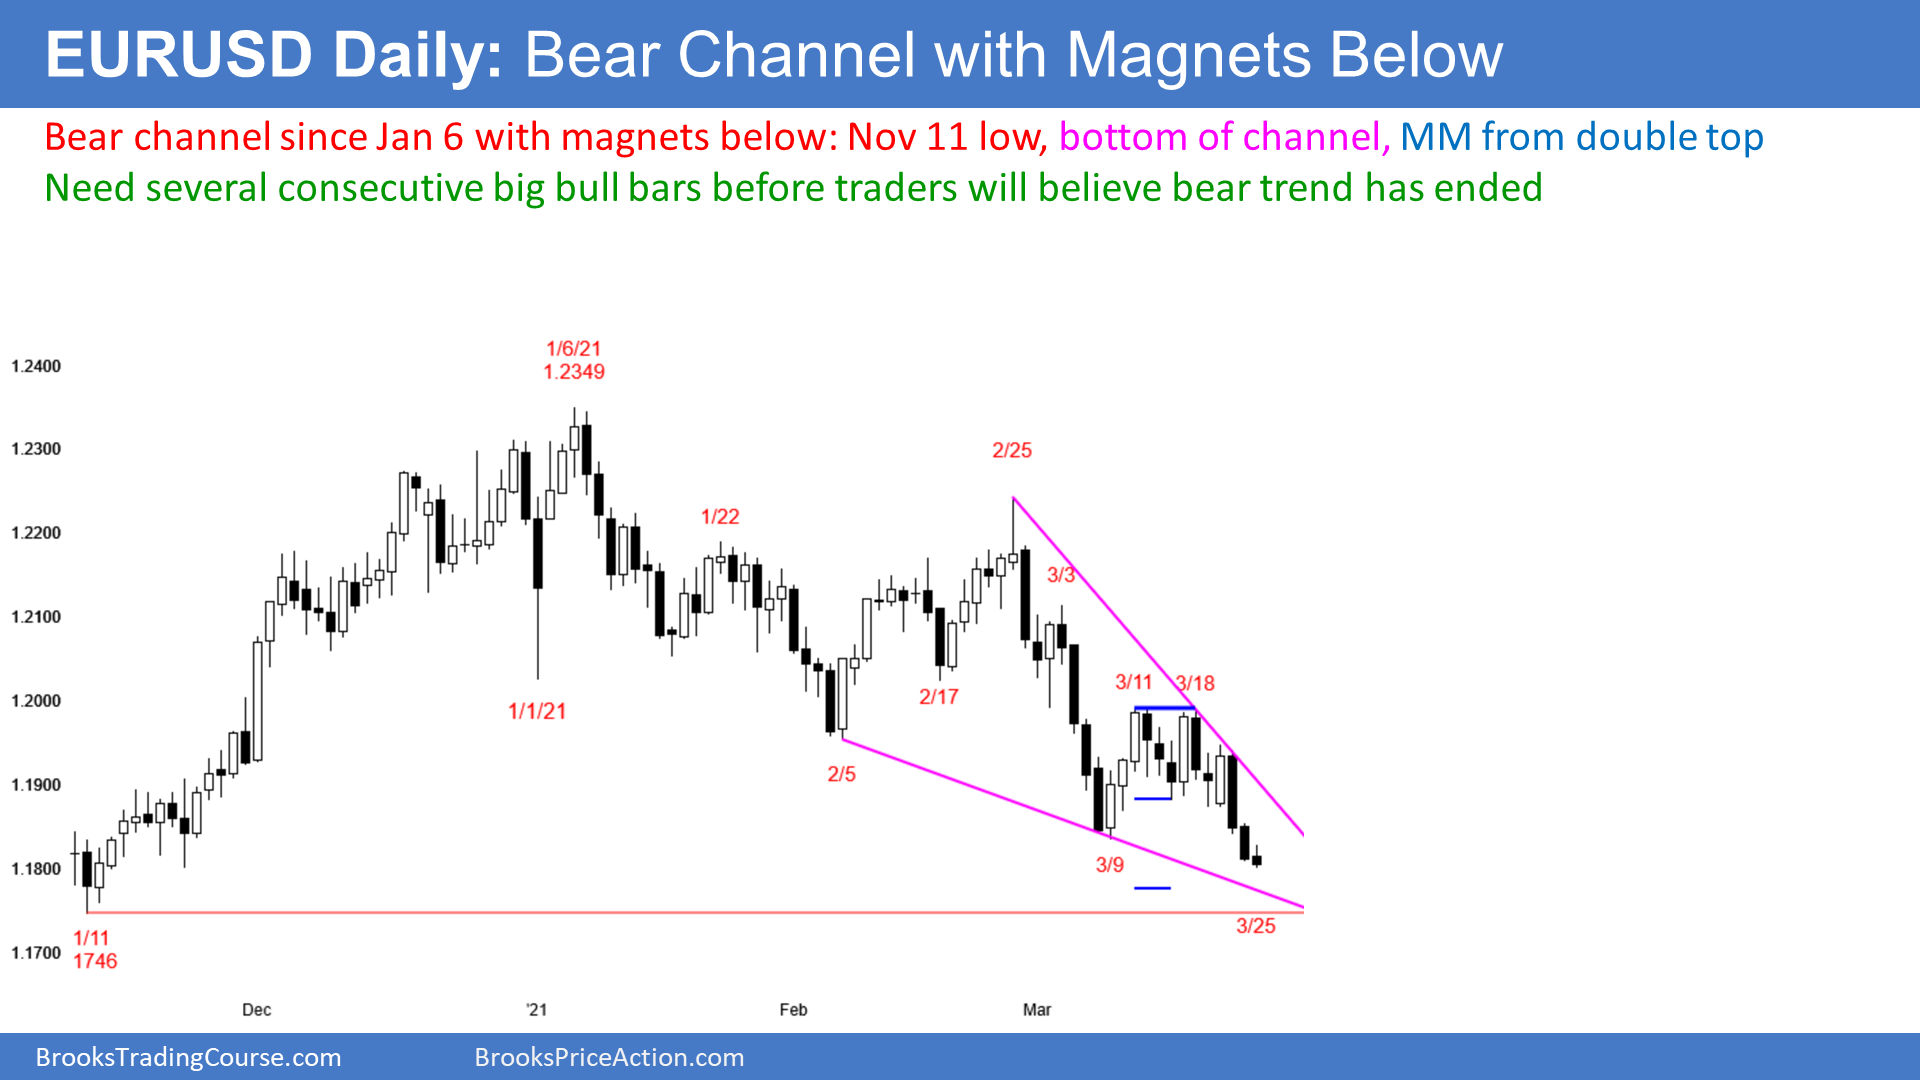 EURUSD Daily: Bear Channel with Magnets Below
Bear channel since Jan 6 with magnets below: Nov 11 low, bottom of channel, MM from double top
Need several consecutive big bull bars before traders will believe bear trend has ended
1/6/21
1.2349
1.2400
1.2300
2/25
1/22
1.2200
3/3
1.2100
3/11
3/18
2/17
1.2000
1/1/21
2/5
1.1900
3/9
1.1800
3/25
1/11
1746
1.1700
Dec
'21
Feb
Mar
BrooksTradingCourse.com
BrooksPriceAction.com